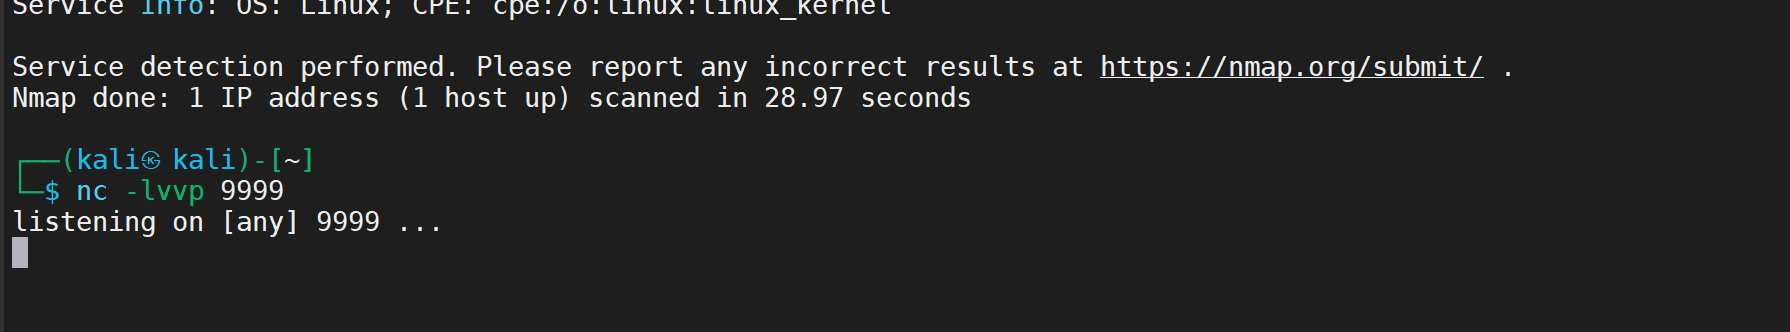 Service Info: OS: Linux; CPE: cpe:/o:linux:linux_kernel
Service detection performed. Please report any incorrect results at https://nmap.org/submit/ .
Nmap done: 1 IP address (1 host up) scanned in 28.97 seconds
┌──(kali㉿kali)-[~]
└─$ nc -lvvp 9999
listening on [any] 9999 ...